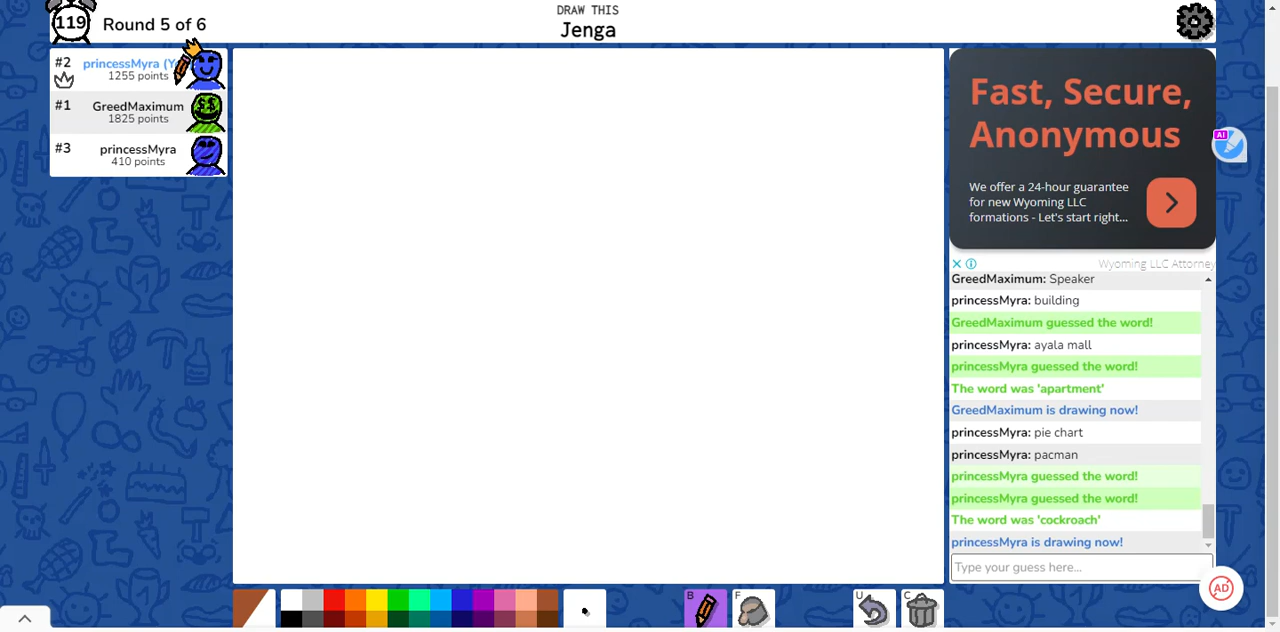 119
Round 5 of 6
DRAW THIS
Jenga
#2
princessMyra (Y
1255 points
#1
GreedMaximum
1825 points
#3
princessMyra
410 points
Fast, Secure,
Anonymous
We offer a 24-hour guarantee
for new Wyoming LLC
formations - Let's start right...
AI
Wyoming LLC Attorney
GreedMaximum: Speaker
princessMyra: building
GreedMaximum guessed the word!
princessMyra: ayala mall
princessMyra guessed the word!
The word was 'apartment'
GreedMaximum is drawing now!
princessMyra: pie chart
princessMyra: pacman
princessMyra guessed the word!
princessMyra guessed the word!
The word was 'cockroach'
princessMyra is drawing now!
Type your guess here...
AD
B
F
U
C